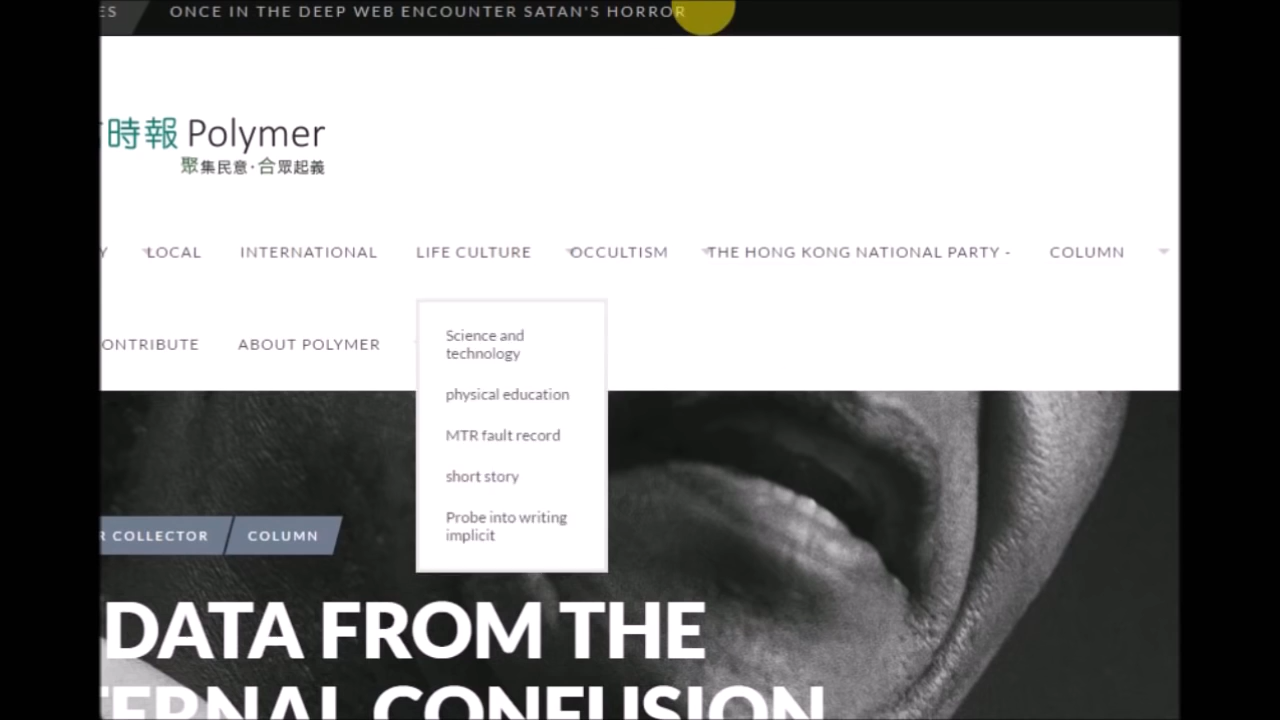 ES ONCE IN THE DEEP WEB ENCOUNTER SATAN'S HORROR
時報 Polymer
聚集民意·合眾起義
Y LOCAL INTERNATIONAL LIFE CULTURE OCCULTISM THE HONG KONG NATIONAL PARTY - COLUMN
ONTRIBUTE ABOUT POLYMER
Science and
technology
physical education
MTR fault record
short story
Probe into writing
implicit
R COLLECTOR COLUMN
DATA FROM THE
TERNAL CONFUSION